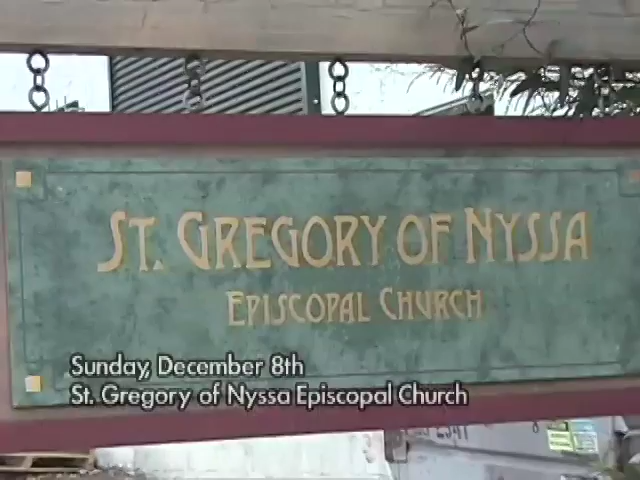 ST. GREGORY OF NYSSA
EPISCOPAL CHURCH
Sunday, December 8th
St. Gregory of Nyssa Episcopal Church